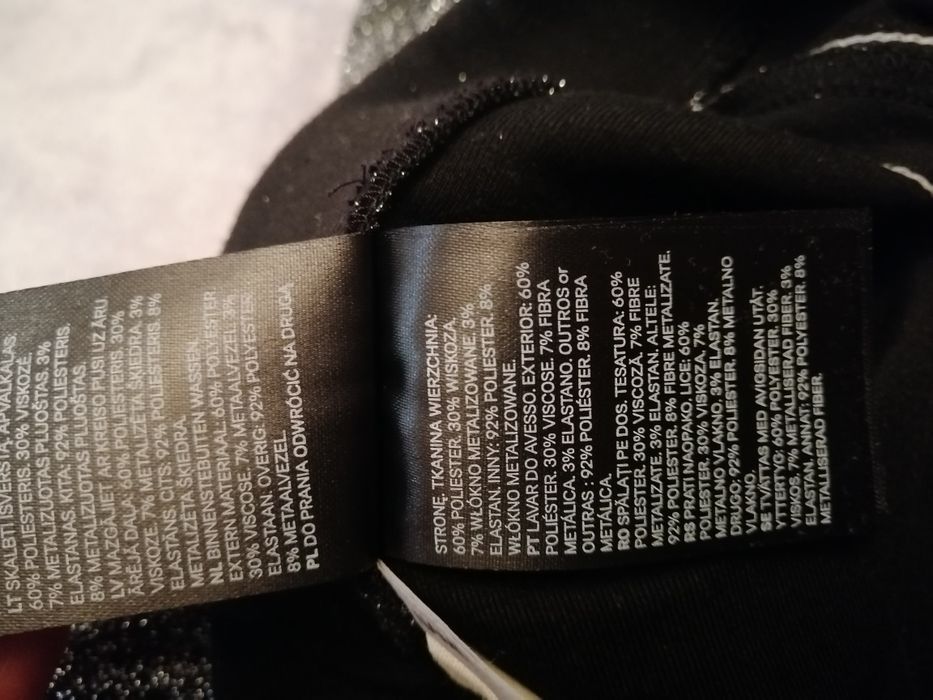 LT SKALBTI IŠVERSTĄ. APVALKALAS.
60% POLIESTERIS. 30% VISKOZĖ
7% METALIZUOTAS PLUOŠTAS. 3%
ELASTANAS. KITA: 92% POLIESTERIS.
8% METALIZUOTAS PLUOŠTAS.
LV MAZGĀJIET AR KREISO PUSI UZ ĀRU
ĀRĒJĀ DAĻA: 60% POLIESTERIS. 30%
VISKOZE. 7% METALIZĒTA ŠĶIEDRA. 3%
ELASTĀNS. CITS. 92% POLIESTERIS. 8%
METALIZĒTA ŠĶIEDRA.
NL BINNENSTEBUITEN WASSEN.
EXTERN MATERIAAL: 60% POLYESTER
30% VISCOSE. 7% METAALVEZEL. 3%
ELASTAAN. OVERIG: 92% POLYESTER.
8% METAALVEZEL
PL DO PRANIA ODWRÓCIĆ NA DRUGĄ
STRONĘ. TKANINA WIERZCHNIA:
60% POLIESTER. 30% WISKOZA.
7% WŁÓKNO METALIZOWANE. 3%
ELASTAN. INNY: 92% POLIESTER. 8%
WŁÓKNO METALIZOWANE.
PT LAVAR DO AVESSO. EXTERIOR: 60%
POLIÉSTER. 30% VISCOSE. 7% FIBRA
METÁLICA. 3% ELASTANO. OUTROS or
OUTRAS : 92% POLIÉSTER. 8% FIBRA
METÁLICA.
RO SPĂLAȚI PE DOS. TESATURA: 60%
POLIESTER. 30% VISCOZĂ. 7% FIBRE
METALIZATE. 3% ELASTAN. ALTELE:
92% POLIESTER. 8% FIBRE METALIZATE.
RS PRATI NAOPAKO, LICE: 60%
POLIESTER. 30% VISKOZA, 7%
METALNO VLAKNO, 3% ELASTAN.
DRUGO: 92% POLIESTER, 8% METALNO
VLAKNO.
SE TVÄTTAS MED AVIGSIDAN UTÅT.
YTTERTYG: 60% POLYESTER. 30%
VISKOS. 7% METALLISERAD FIBER. 3%
ELASTAN. ANNAT: 92% POLYESTER. 8%
METALLISERAD FIBER.